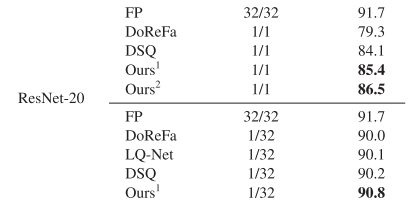 FP 32/32 91.7
DoReFa 1/1 79.3
DSQ 1/1 84.1
Ours1 1/1 85.4
Ours2 1/1 86.5
ResNet-20
FP 32/32 91.7
DoReFa 1/32 90.0
LQ-Net 1/32 90.1
DSQ 1/32 90.2
Ours1 1/32 90.8